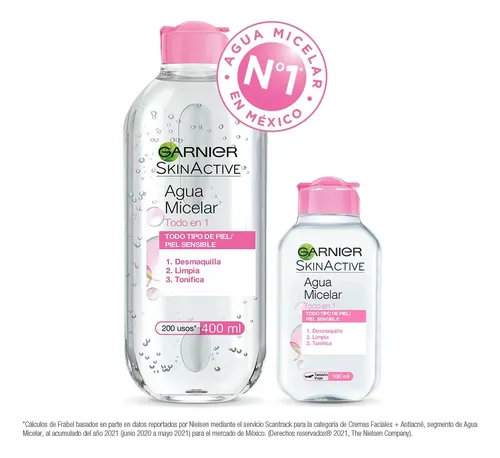 AGUA MICELAR
N°1*
EN MÉXICO
GARNIER
SKINACTIVE
Agua
Micelar
Todo en 1
TODO TIPO DE PIEL/
PIEL SENSIBLE
1. Desmaquilla
2. Limpia
3. Tonifica
200 usos* 400 ml
GARNIER
SKINACTIVE
Agua
Micelar
Todo en 1
TODO TIPO DE PIEL/
PIEL SENSIBLE
1. Desmaquilla
2. Limpia
3. Tonifica
Tamaño
Viaje
100 ml
*Cálculos de Frabel basados en parte en datos reportados por Nielsen mediante el servicio Scantrack para la categoría de Cremas Faciales + Antiacné, segmento de Agua
Micelar, al acumulado del año 2021 (junio 2020 a mayo 2021) para el mercado de México. (Derechos reservados® 2021, The Nielsen Company).